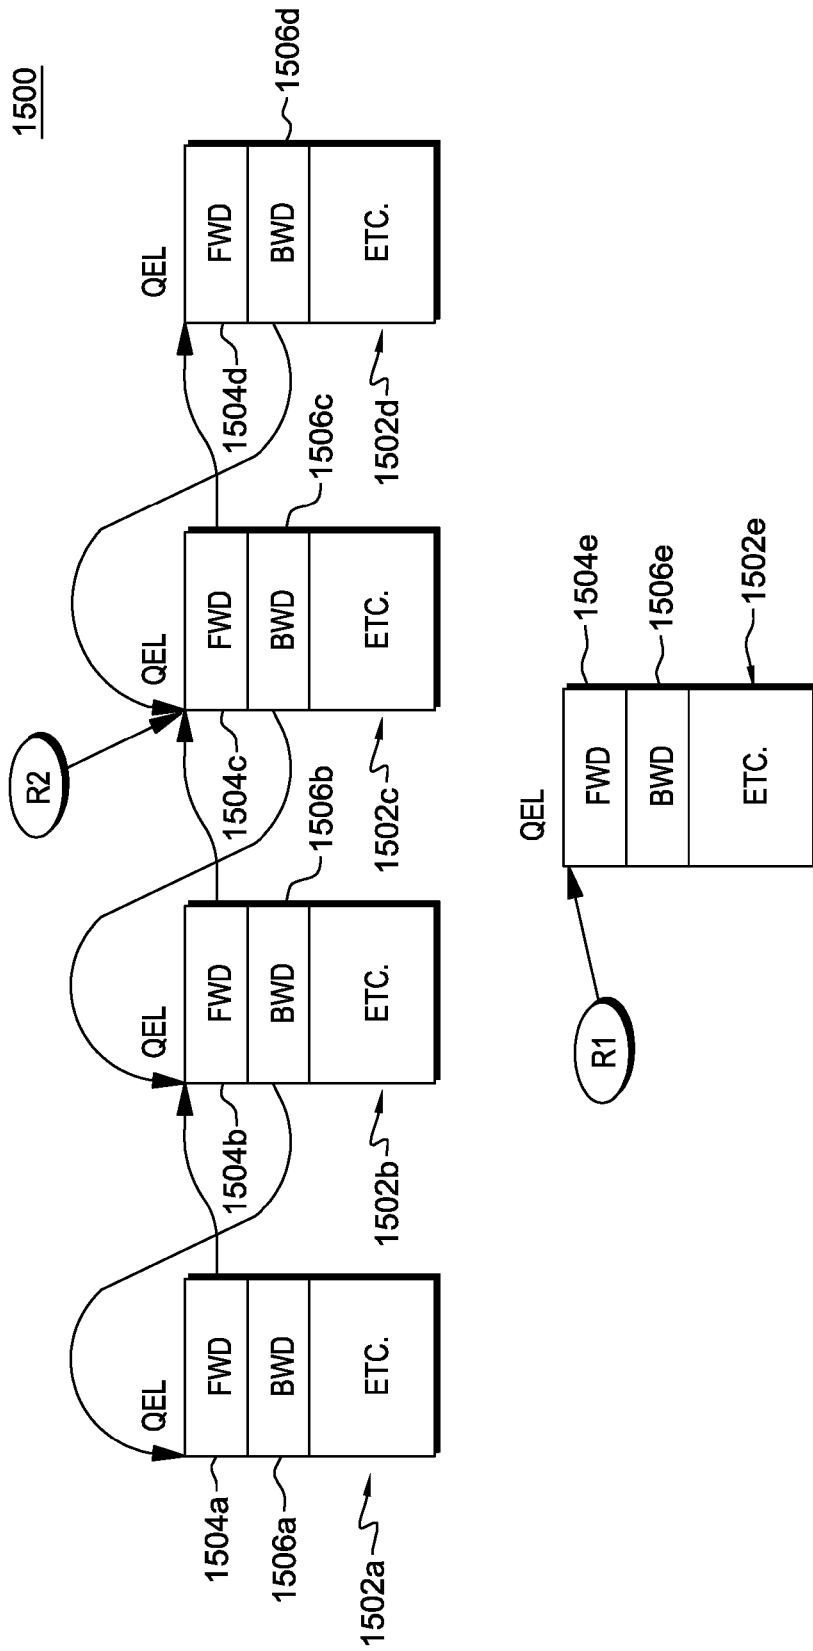 1500
R2
QEL
QEL
QEL
QEL
FWD
FWD
FWD
FWD
BWD
BWD
BWD
BWD
ETC.
ETC.
ETC.
ETC.
1504a
1506a
1502a
1504b
1506b
1502b
1504c
1506c
1502c
1504d
1506d
1502d
R1
QEL
FWD
BWD
ETC.
1504e
1506e
1502e